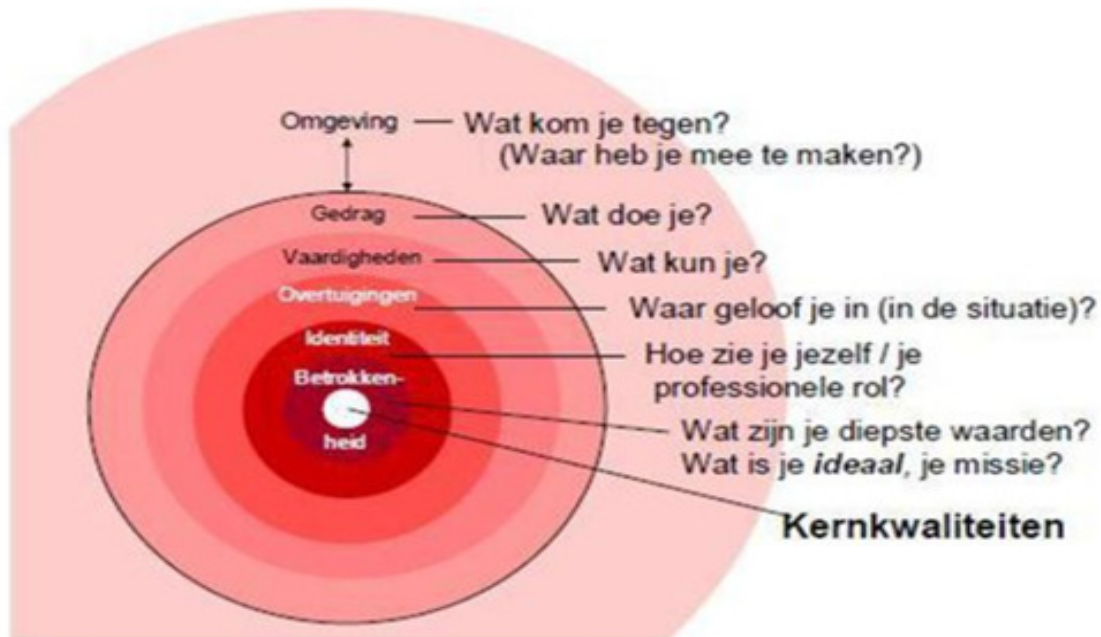 Omgeving
Wat kom je tegen?
(Waar heb je mee te maken?)
Gedrag
Wat doe je?
Vaardigheden
Wat kun je?
Overtuigingen
Waar geloof je in (in de situatie)?
Identiteit
Hoe zie je jezelf / je
professionele rol?
Betrokken-
heid
Wat zijn je diepste waarden?
Wat is je ideaal, je missie?
Kernkwaliteiten